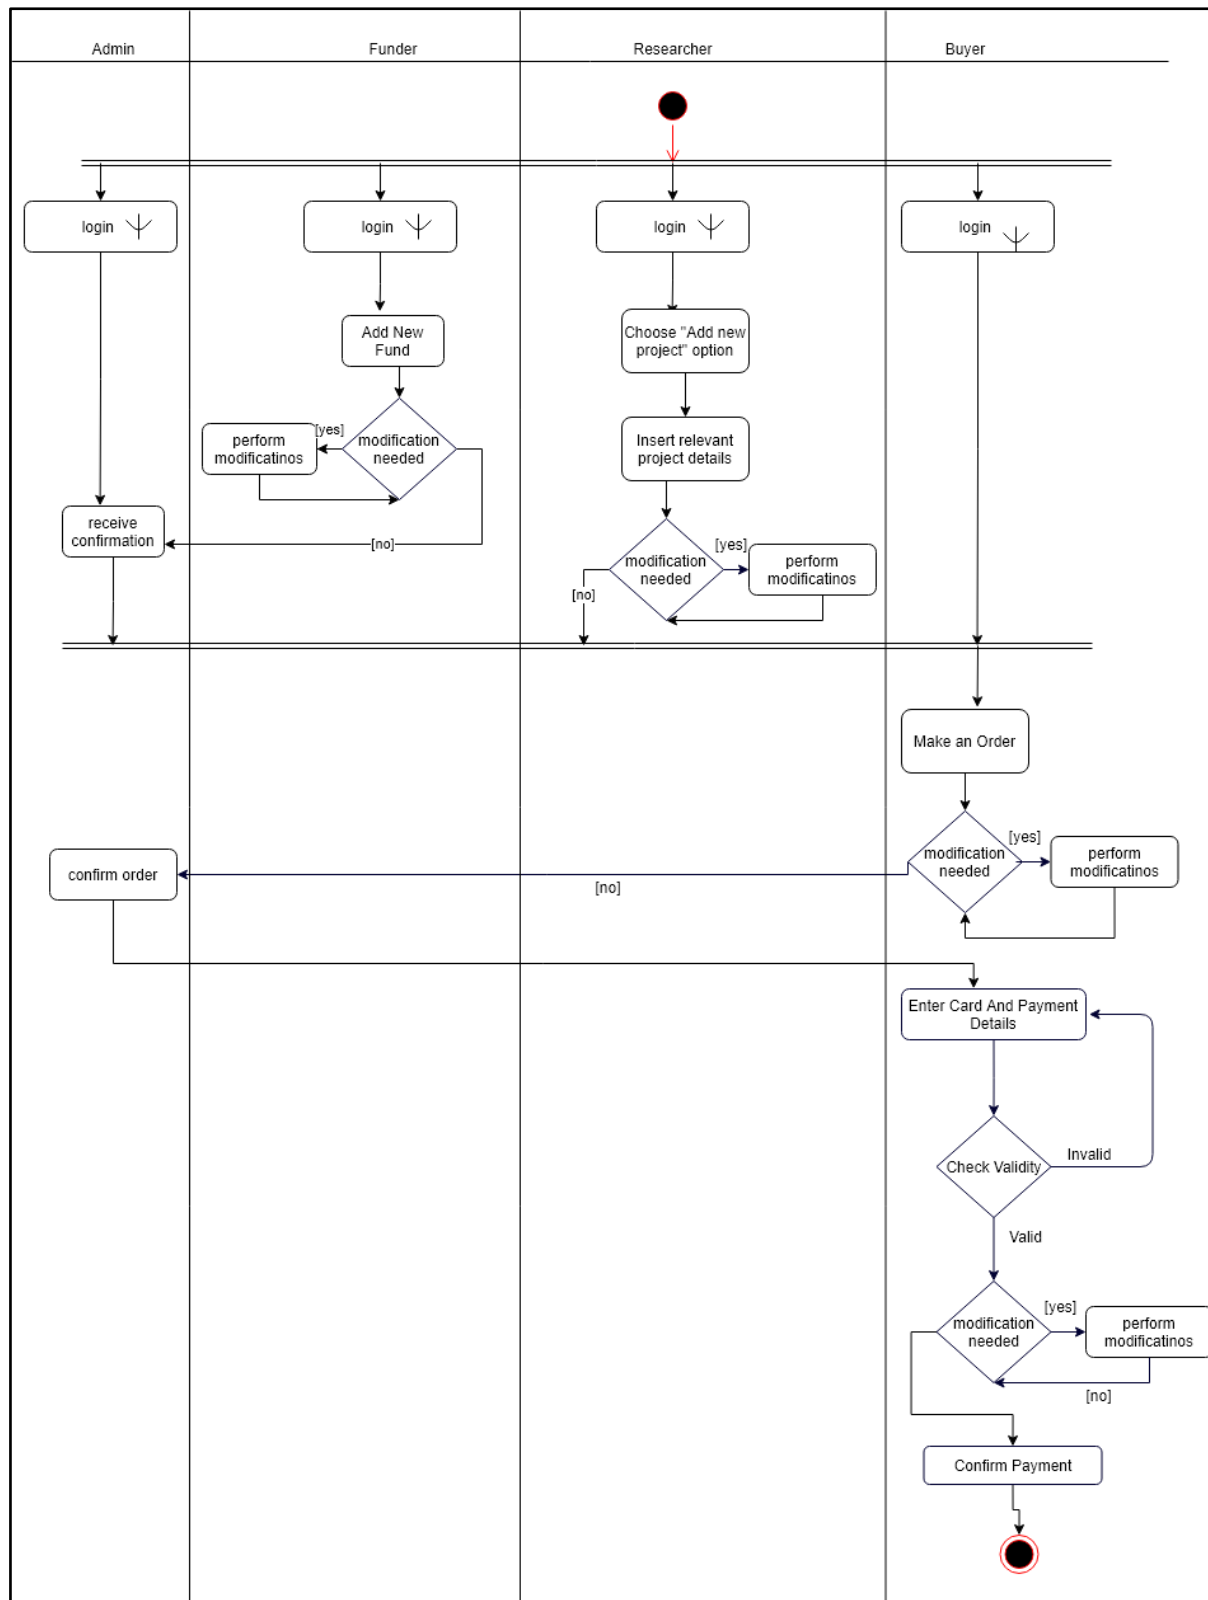 Admin
Funder
Researcher
Buyer
login
login
login
login
Add New
Fund
Choose "Add new
project" option
[yes]
perform
modificatinos
modification
needed
Insert relevant
project details
receive
confirmation
[no]
modification
needed
[yes]
perform
modificatinos
[no]
Make an Order
modification
needed
[yes]
perform
modificatinos
confirm order
[no]
Enter Card And Payment
Details
Check Validity
Invalid
Valid
modification
needed
[yes]
perform
modificatinos
[no]
Confirm Payment